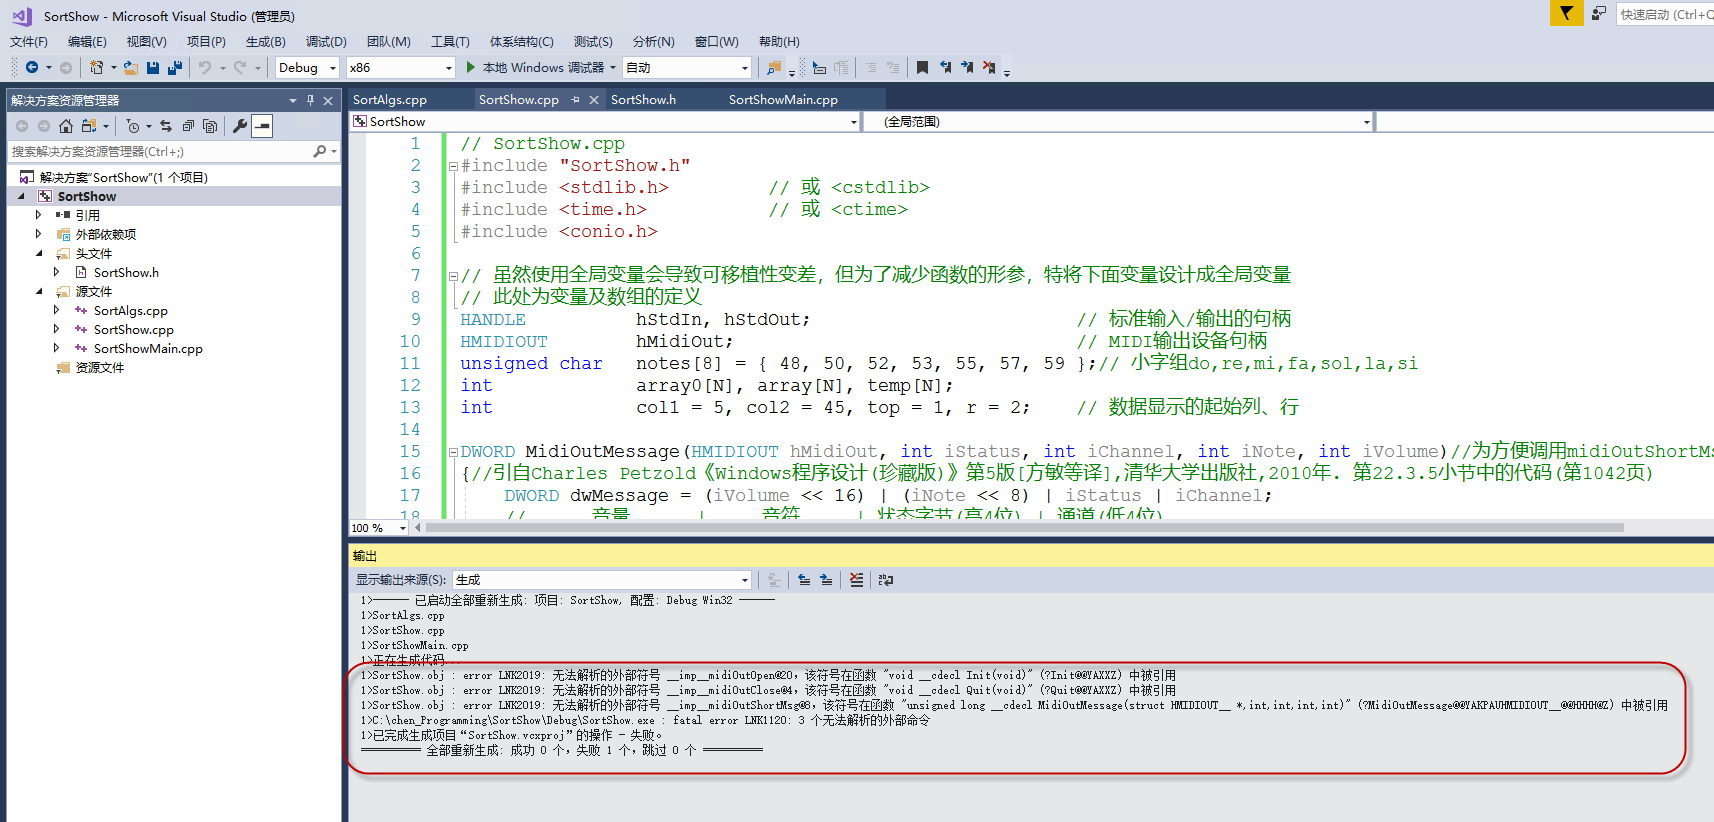 SortShow - Microsoft Visual Studio (管理员)
快速启动 (Ctrl+Q
文件(F) 编辑(E) 视图(V) 项目(P) 生成(B) 调试(D) 团队(M) 工具(T) 体系结构(C) 测试(S) 分析(N) 窗口(W) 帮助(H)
Debug x86 本地 Windows 调试器 自动
解决方案资源管理器
搜索解决方案资源管理器(Ctrl+;)
解决方案"SortShow"(1 个项目)
SortShow
引用
外部依赖项
头文件
SortShow.h
源文件
SortAlgs.cpp
SortShow.cpp
SortShowMain.cpp
资源文件
SortAlgs.cpp SortShow.cpp SortShow.h SortShowMain.cpp
SortShow (全局范围)
1 // SortShow.cpp
2 #include "SortShow.h"
3 #include <stdlib.h> // 或 <cstdlib>
4 #include <time.h> // 或 <ctime>
5 #include <conio.h>
6
7 // 虽然使用全局变量会导致可移植性变差，但为了减少函数的形参，特将下面变量设计成全局变量
8 // 此处为变量及数组的定义
9 HANDLE hStdIn, hStdOut; // 标准输入/输出的句柄
10 HMIDIOUT hMidiOut; // MIDI输出设备句柄
11 unsigned char notes[8] = { 48, 50, 52, 53, 55, 57, 59 };// 小字组do,re,mi,fa,sol,la,si
12 int array0[N], array[N], temp[N];
13 int col1 = 5, col2 = 45, top = 1, r = 2; // 数据显示的起始列、行
14
15 DWORD MidiOutMessage(HMIDIOUT hMidiOut, int iStatus, int iChannel, int iNote, int iVolume)//为方便调用midiOutShortMs
16 {//引自Charles Petzold《Windows程序设计(珍藏版)》第5版[方敏等译],清华大学出版社,2010年. 第22.3.5小节中的代码(第1042页)
17 DWORD dwMessage = (iVolume << 16) | (iNote << 8) | iStatus | iChannel;
18 // 音量 | 音符 | 状态字节(高4位) | 通道(低4位)
100 %
输出
显示输出来源(S): 生成
1>------ 已启动全部重新生成: 项目: SortShow, 配置: Debug Win32 ------
1>SortAlgs.cpp
1>SortShow.cpp
1>SortShowMain.cpp
1>正在生成代码...
1>SortShow.obj : error LNK2019: 无法解析的外部符号 __imp__midiOutOpen@20，该符号在函数 "void __cdecl Init(void)" (?Init@@YAXXZ) 中被引用
1>SortShow.obj : error LNK2019: 无法解析的外部符号 __imp__midiOutClose@4，该符号在函数 "void __cdecl Quit(void)" (?Quit@@YAXXZ) 中被引用
1>SortShow.obj : error LNK2019: 无法解析的外部符号 __imp__midiOutShortMsg@8，该符号在函数 "unsigned long __cdecl MidiOutMessage(struct HMIDIOUT__ *,int,int,int,int)" (?MidiOutMessage@@YAKPAUHMIDIOUT__@@HHHH@Z) 中被引用
1>C:\chen_Programming\SortShow\Debug\SortShow.exe : fatal error LNK1120: 3 个无法解析的外部命令
1>已完成生成项目"SortShow.vcxproj"的操作 - 失败。
========== 全部重新生成: 成功 0 个，失败 1 个，跳过 0 个 ==========